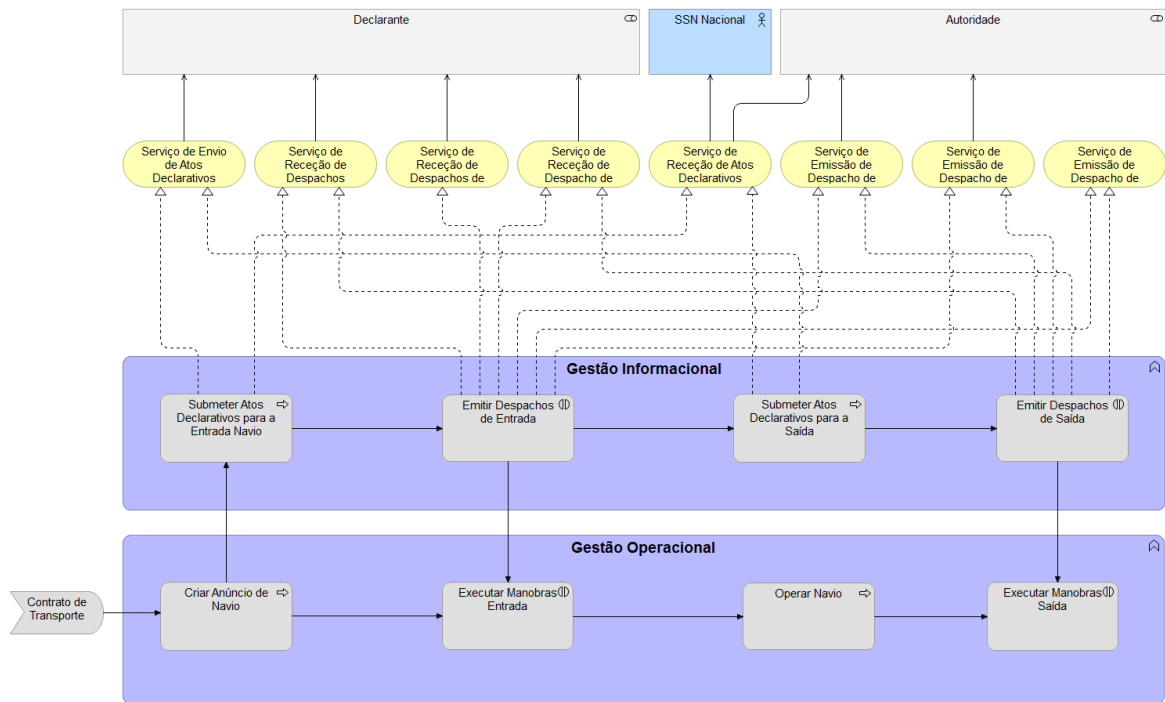 Declarante
SSN Nacional
Autoridade
Serviço de Envio
de Atos
Declarativos
Serviço de
Receção de
Despachos
Serviço de
Receção de
Despachos de
Serviço de
Receção de
Despacho de
Serviço de
Receção de Atos
Declarativos
Serviço de
Emissão de
Despacho de
Serviço de
Emissão de
Despacho de
Serviço de
Emissão de
Despacho de
Gestão Informacional
Submeter Atos
Declarativos para a
Entrada Navio
Emitir Despachos
de Entrada
Submeter Atos
Declarativos para a
Saída
Emitir Despachos
de Saída
Gestão Operacional
Contrato de
Transporte
Criar Anúncio de
Navio
Executar Manobras
Entrada
Operar Navio
Executar Manobras
Saída